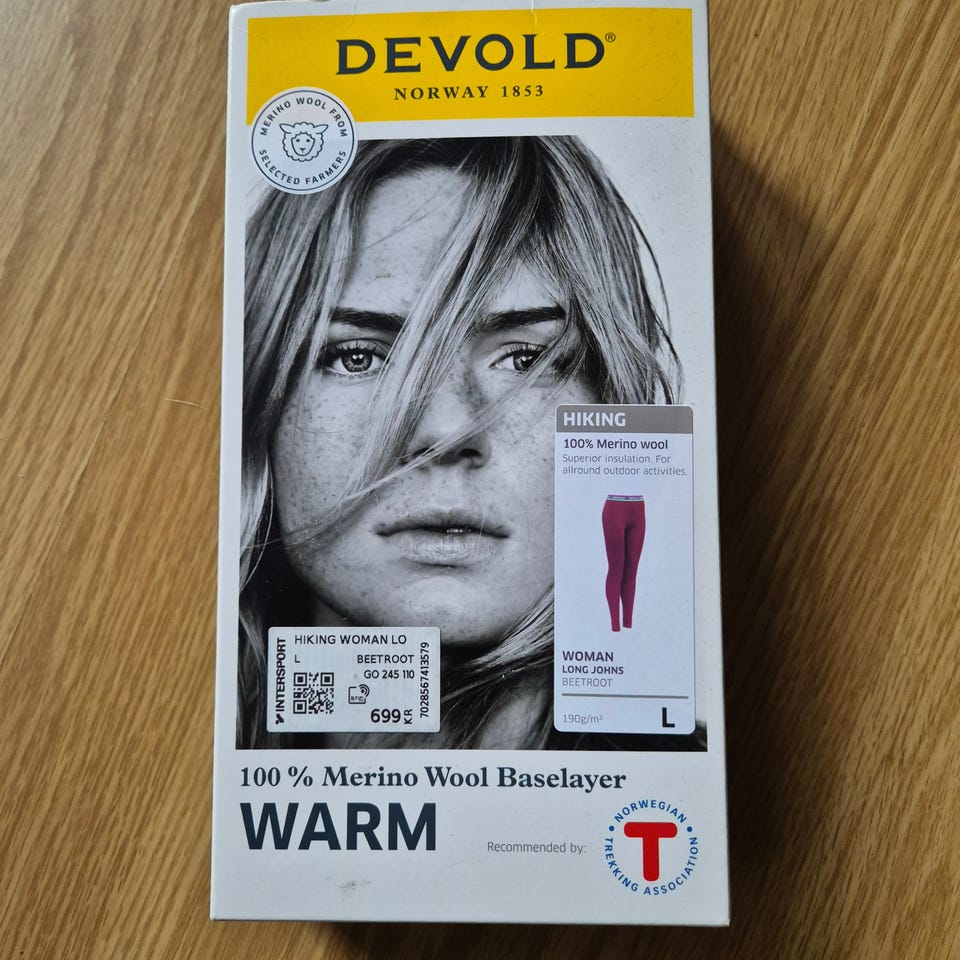 DEVOLD®
NORWAY 1853
MERINO WOOL FROM
SELECTED FARMERS
HIKING
100% Merino wool
Superior insulation. For
allround outdoor activities.
WOMAN
LONG JOHNS
BEETROOT
190g/m²
L
INTERSPORT
HIKING WOMAN LO
L
BEETROOT
GO 245 110
RFID
699 KR
7028567413579
100 % Merino Wool Baselayer
WARM
Recommended by:
NORWEGIAN
TREKKING ASSOCIATION
T